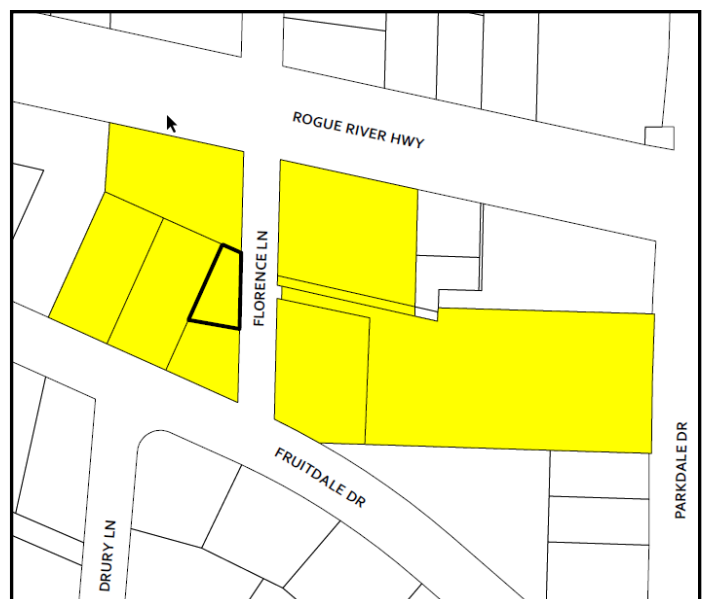 ROGUE RIVER HWY
FLORENCE LN
FRUITDALE DR
PARKDALE DR
DRURY LN